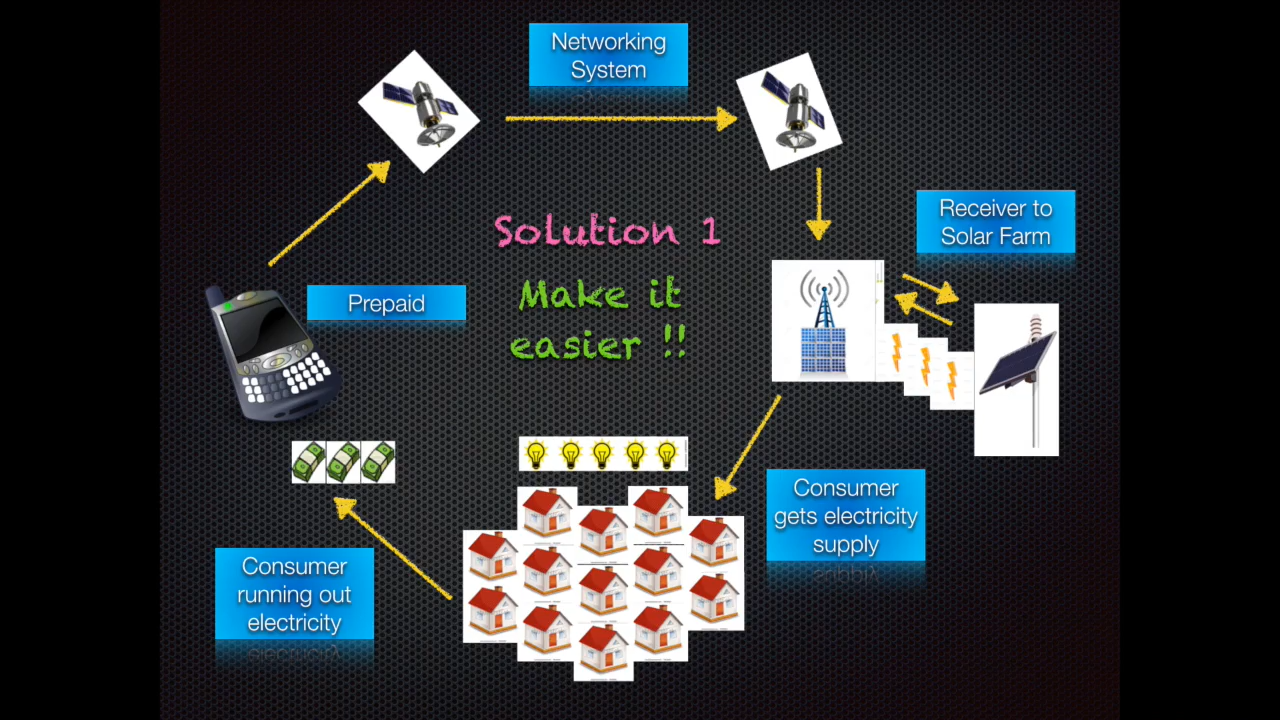 Networking
System
Receiver to
Solar Farm
Solution 1
Make it
easier !!
Prepaid
Consumer
gets electricity
supply
Consumer
running out
electricity